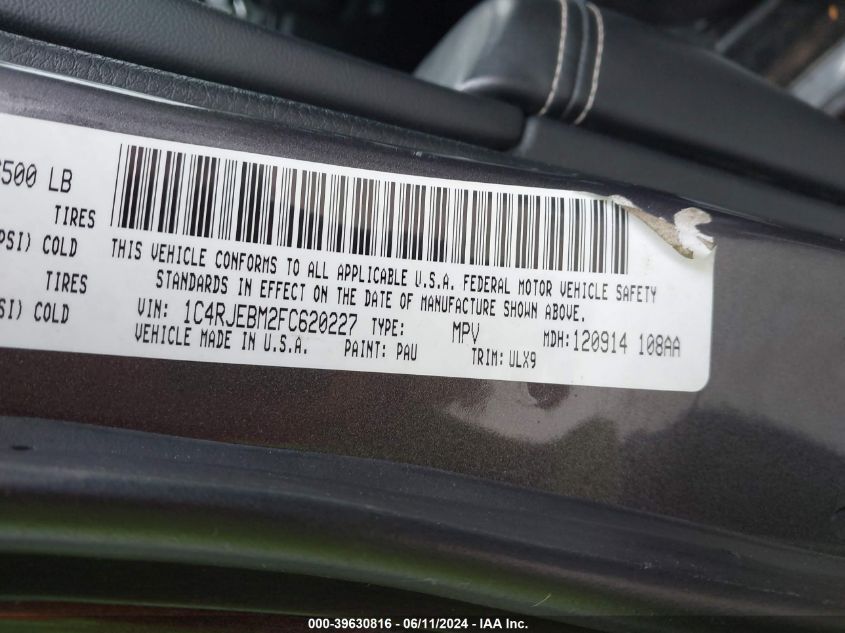 500 LB
TIRES
PSI) COLD
TIRES
SI) COLD
THIS VEHICLE CONFORMS TO ALL APPLICABLE U.S.A. FEDERAL MOTOR VEHICLE SAFETY
STANDARDS IN EFFECT ON THE DATE OF MANUFACTURE SHOWN ABOVE.
VIN: 1C4RJEBM2FC620227 TYPE: MPV MDH: 120914 108AA
VEHICLE MADE IN U.S.A. PAINT: PAU TRIM: ULX9
000-39630816 - 06/11/2024 - IAA Inc.